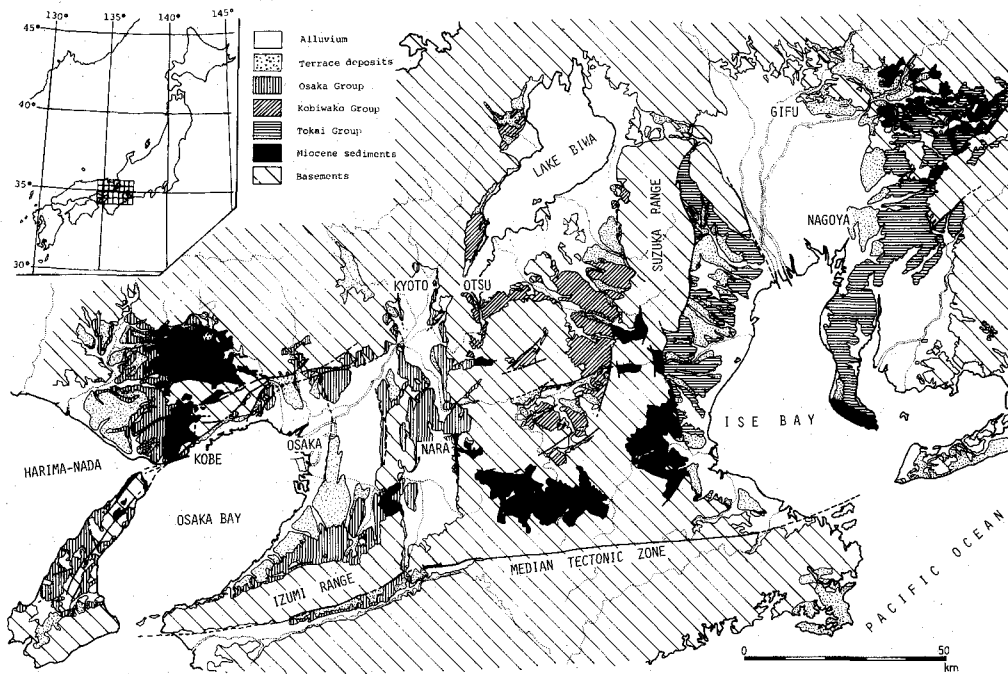 130° 135° 140° 145°
45°
40°
35°
30°
Alluvium
Terrace deposits
Osaka Group
Kobiwako Group
Tokai Group
Miocene sediments
Basements
LAKE BIWA
GIFU
SUZUKA RANGE
NAGOYA
KYOTO
OTSU
ISE BAY
OSAKA
NARA
KOBE
HARIMA-NADA
OSAKA BAY
MEDIAN TECTONIC ZONE
IZUMI RANGE
PACIFIC OCEAN
0 50
km